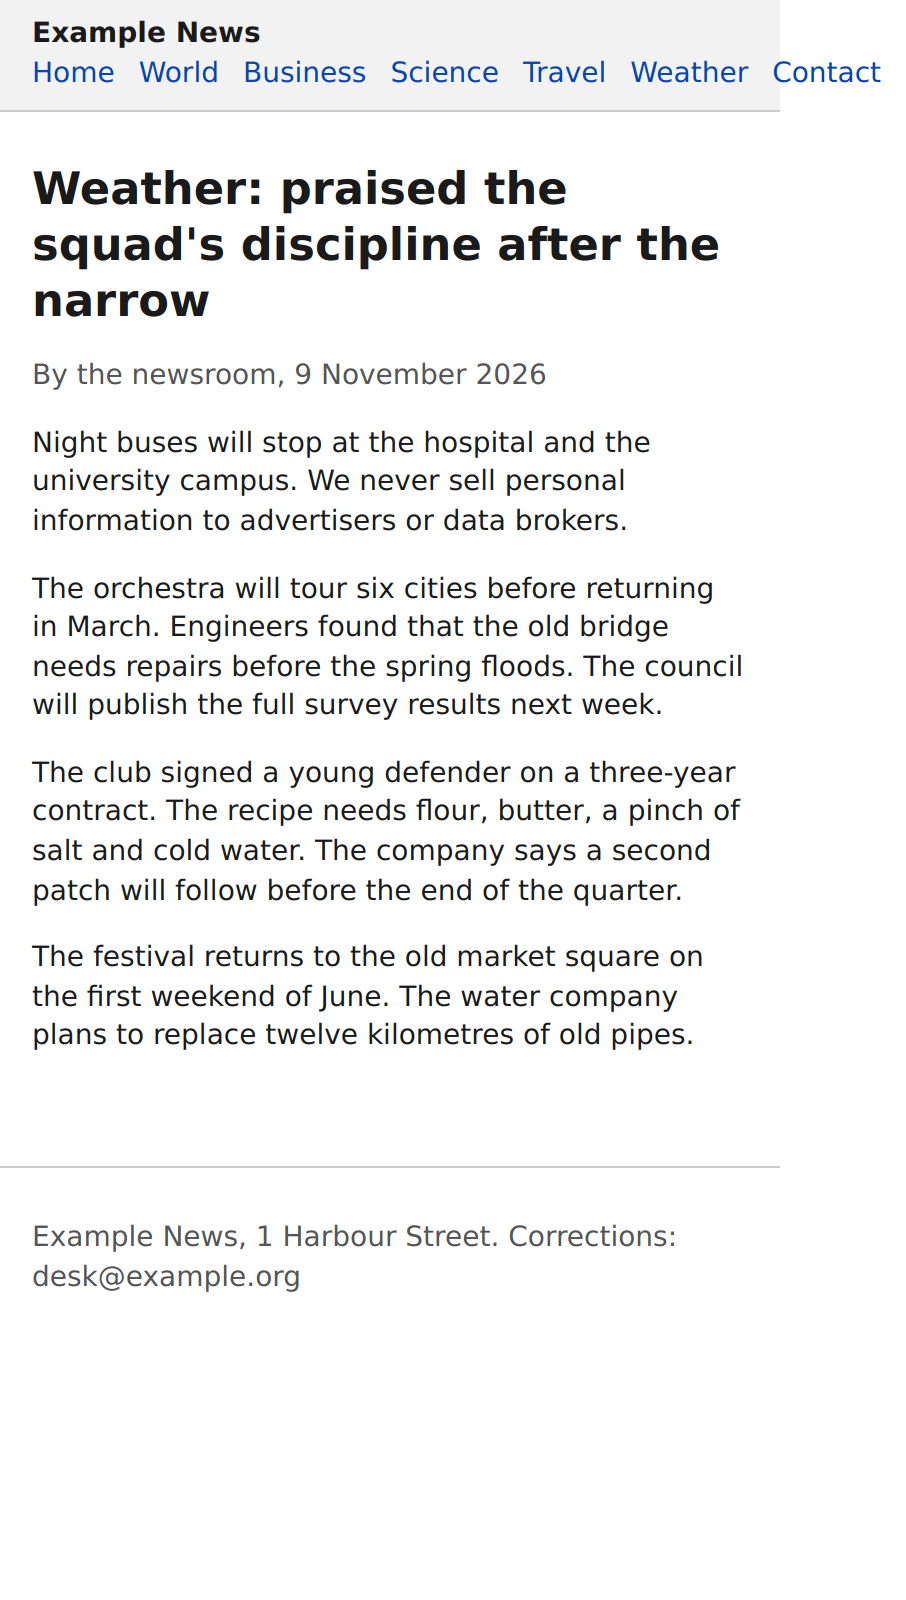 Example News
Home World Business Science Travel Weather Contact
Weather: praised the
squad's discipline after the
narrow
By the newsroom, 9 November 2026
Night buses will stop at the hospital and the
university campus. We never sell personal
information to advertisers or data brokers.
The orchestra will tour six cities before returning
in March. Engineers found that the old bridge
needs repairs before the spring floods. The council
will publish the full survey results next week.
The club signed a young defender on a three-year
contract. The recipe needs flour, butter, a pinch of
salt and cold water. The company says a second
patch will follow before the end of the quarter.
The festival returns to the old market square on
the first weekend of June. The water company
plans to replace twelve kilometres of old pipes.
Example News, 1 Harbour Street. Corrections:
desk@example.org